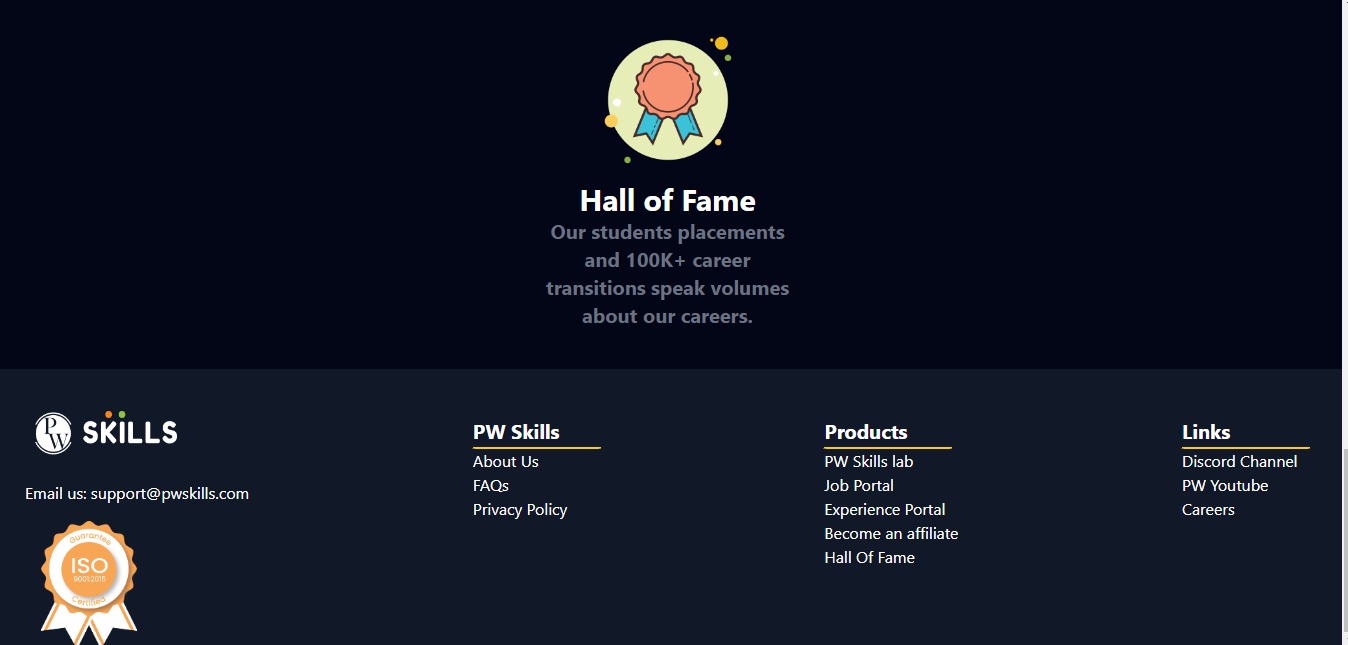 Hall of Fame
Our students placements
and 100K+ career
transitions speak volumes
about our careers.
PW SKILLS
Email us: support@pwskills.com
Guarantee
ISO
9001:2015
Certified
PW Skills
About Us
FAQs
Privacy Policy
Products
PW Skills lab
Job Portal
Experience Portal
Become an affiliate
Hall Of Fame
Links
Discord Channel
PW Youtube
Careers